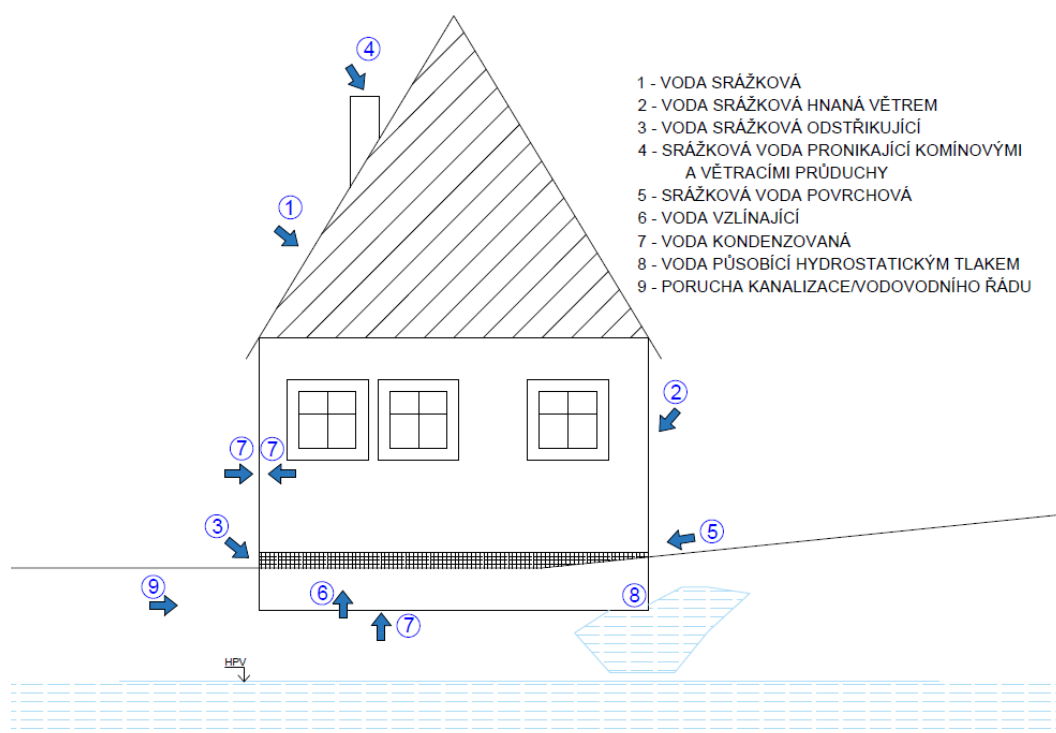 4
1 - VODA SRÁŽKOVÁ
2 - VODA SRÁŽKOVÁ HNANÁ VĚTREM
3 - VODA SRÁŽKOVÁ ODSTŘIKUJÍCÍ
4 - SRÁŽKOVÁ VODA PRONIKAJÍCÍ KOMÍNOVÝMI
A VĚTRACÍMI PRŮDUCHY
5 - SRÁŽKOVÁ VODA POVRCHOVÁ
6 - VODA VZLÍNAJÍCÍ
7 - VODA KONDENZOVANÁ
8 - VODA PŮSOBÍCÍ HYDROSTATICKÝM TLAKEM
9 - PORUCHA KANALIZACE/VODOVODNÍHO ŘÁDU
1
2
7 7
3
5
9
6
8
7
HPV